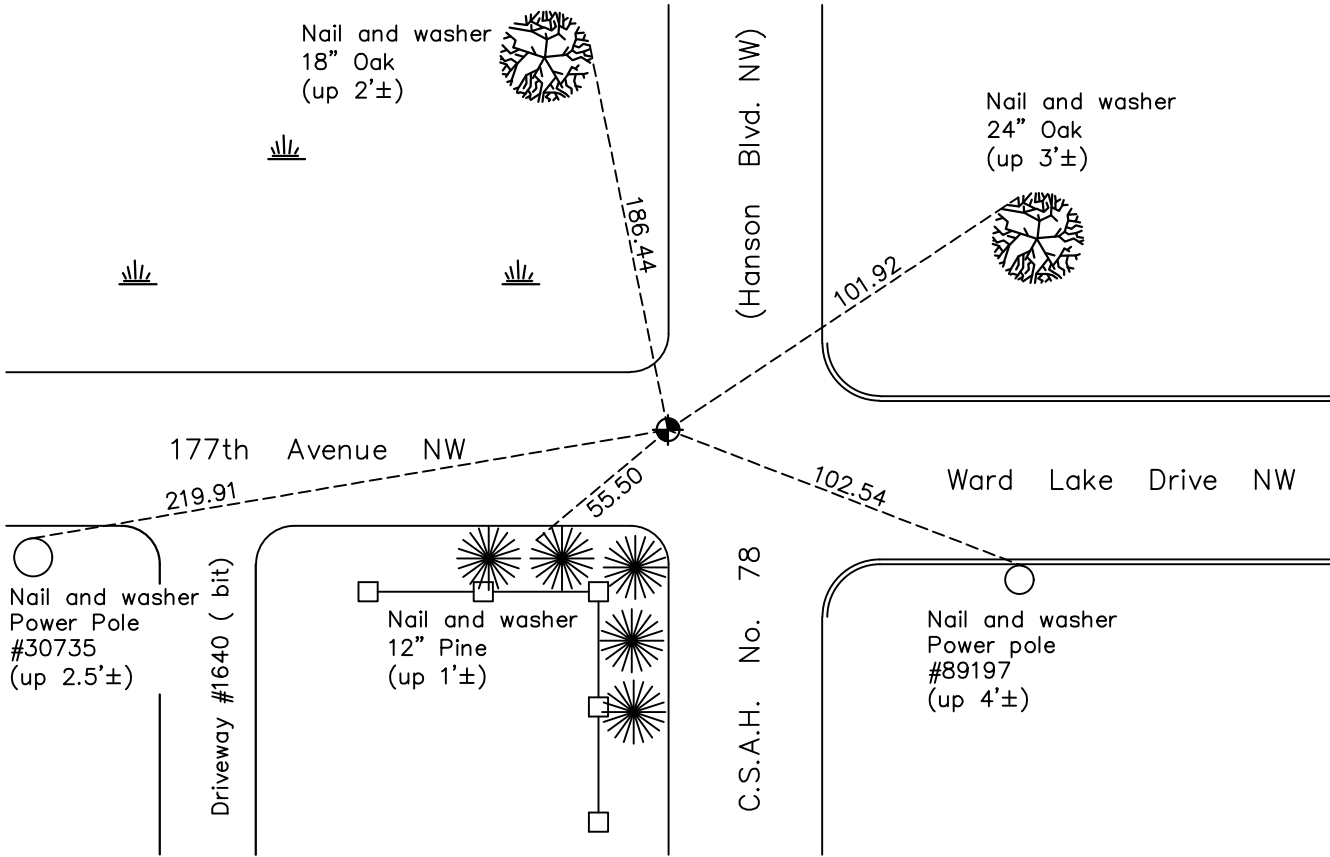 Nail and washer
18” Oak
(up 2’±)
Nail and washer
24” Oak
(up 3’±)
(Hanson Blvd. NW)
186.44
101.92
177th Avenue NW
219.91
55.50
102.54
Ward Lake Drive NW
Nail and washer
Power Pole
#30735
(up 2.5’±)
Driveway #1640 ( bit)
Nail and washer
12” Pine
(up 1’±)
C.S.A.H. No. 78
Nail and washer
Power pole
#89197
(up 4’±)